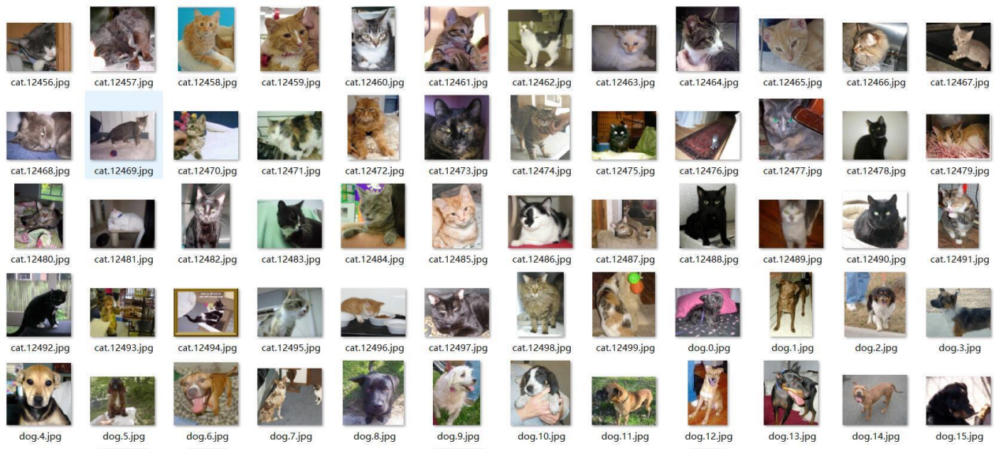 cat.12456.jpg cat.12457.jpg cat.12458.jpg cat.12459.jpg cat.12460.jpg cat.12461.jpg cat.12462.jpg cat.12463.jpg cat.12464.jpg cat.12465.jpg cat.12466.jpg cat.12467.jpg
cat.12468.jpg cat.12469.jpg cat.12470.jpg cat.12471.jpg cat.12472.jpg cat.12473.jpg cat.12474.jpg cat.12475.jpg cat.12476.jpg cat.12477.jpg cat.12478.jpg cat.12479.jpg
cat.12480.jpg cat.12481.jpg cat.12482.jpg cat.12483.jpg cat.12484.jpg cat.12485.jpg cat.12486.jpg cat.12487.jpg cat.12488.jpg cat.12489.jpg cat.12490.jpg cat.12491.jpg
cat.12492.jpg cat.12493.jpg cat.12494.jpg cat.12495.jpg cat.12496.jpg cat.12497.jpg cat.12498.jpg cat.12499.jpg dog.0.jpg dog.1.jpg dog.2.jpg dog.3.jpg
dog.4.jpg dog.5.jpg dog.6.jpg dog.7.jpg dog.8.jpg dog.9.jpg dog.10.jpg dog.11.jpg dog.12.jpg dog.13.jpg dog.14.jpg dog.15.jpg